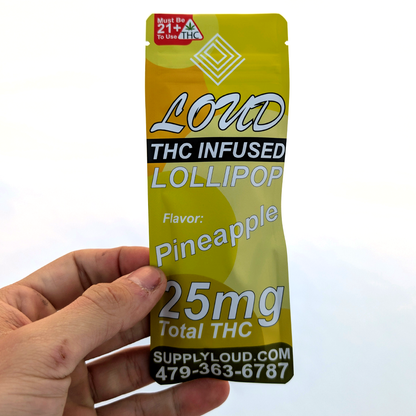 Must Be
21+
To Use
THC
LOUD
THC INFUSED
LOLLIPOP
Flavor:
Pineapple
25mg
Total THC
SUPPLYLOUD.COM
479-363-6787